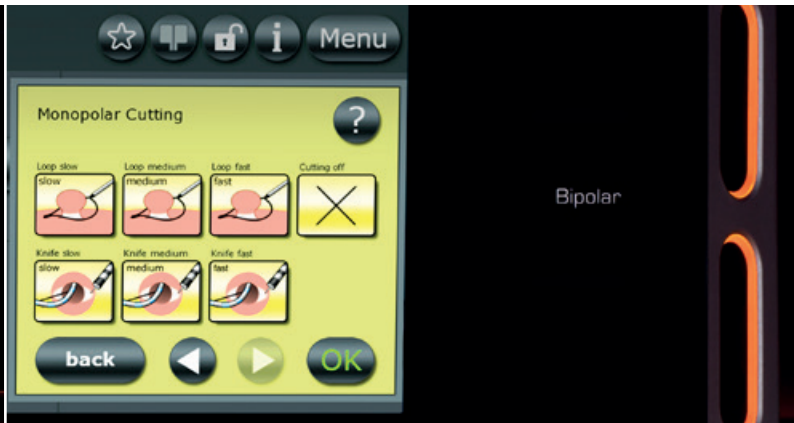 Menu
Monopolar Cutting
?
Loop slow
Loop medium
Loop fast
Cutting off
slow
medium
fast
Bipolar
Knife slow
Knife medium
Knife fast
slow
medium
fast
back
OK